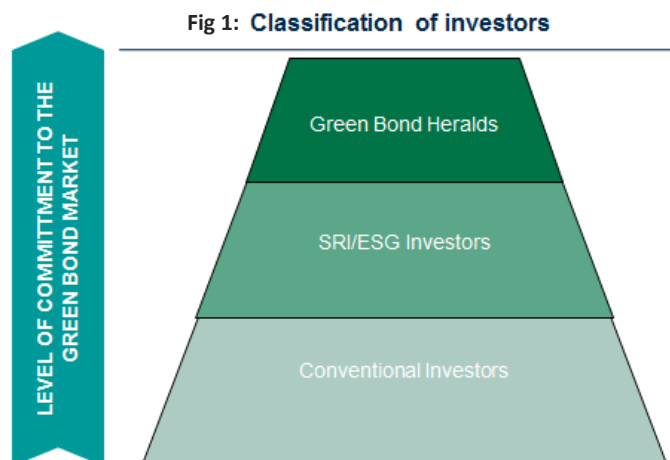 Fig 1: Classification of investors
LEVEL OF COMMITTMENT TO THE
GREEN BOND MARKET
Green Bond Heralds
SRI/ESG Investors
Conventional Investors